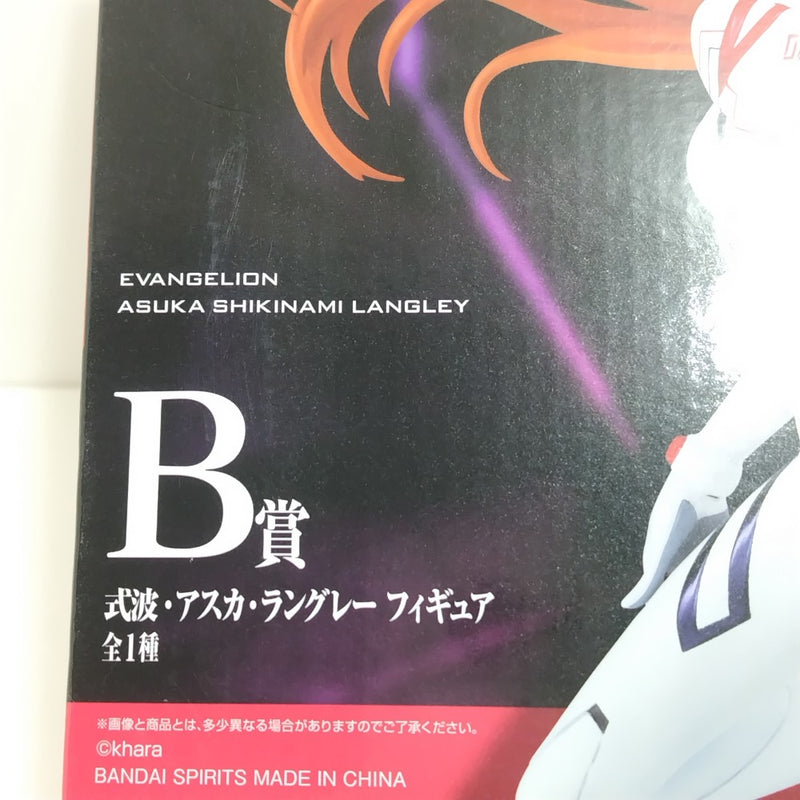 EVANGELION
ASUKA SHIKINAMI LANGLEY
B賞
式波・アスカ・ラングレー フィギュア
全1種
※画像と商品とは、多少異なる場合がありますのでご了承ください。
©khara
BANDAI SPIRITS MADE IN CHINA